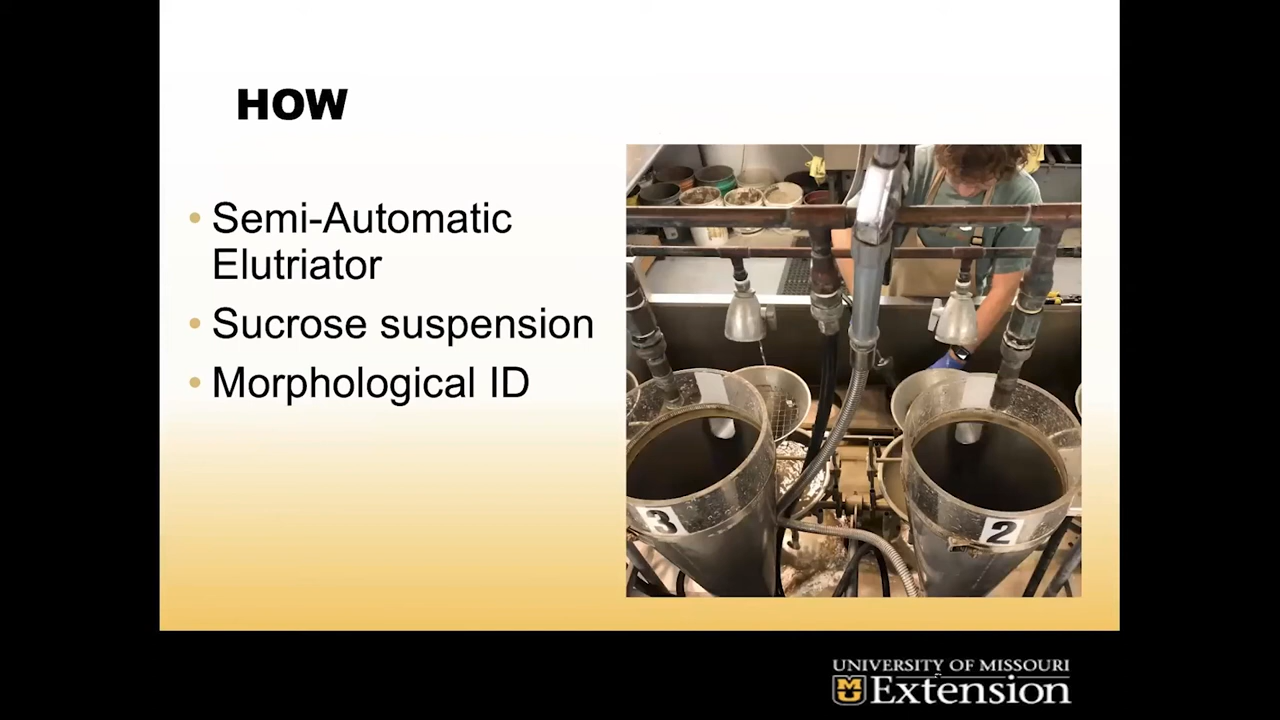 HOW
• Semi-Automatic
Elutriator
• Sucrose suspension
• Morphological ID
3
2
UNIVERSITY OF MISSOURI
Extension